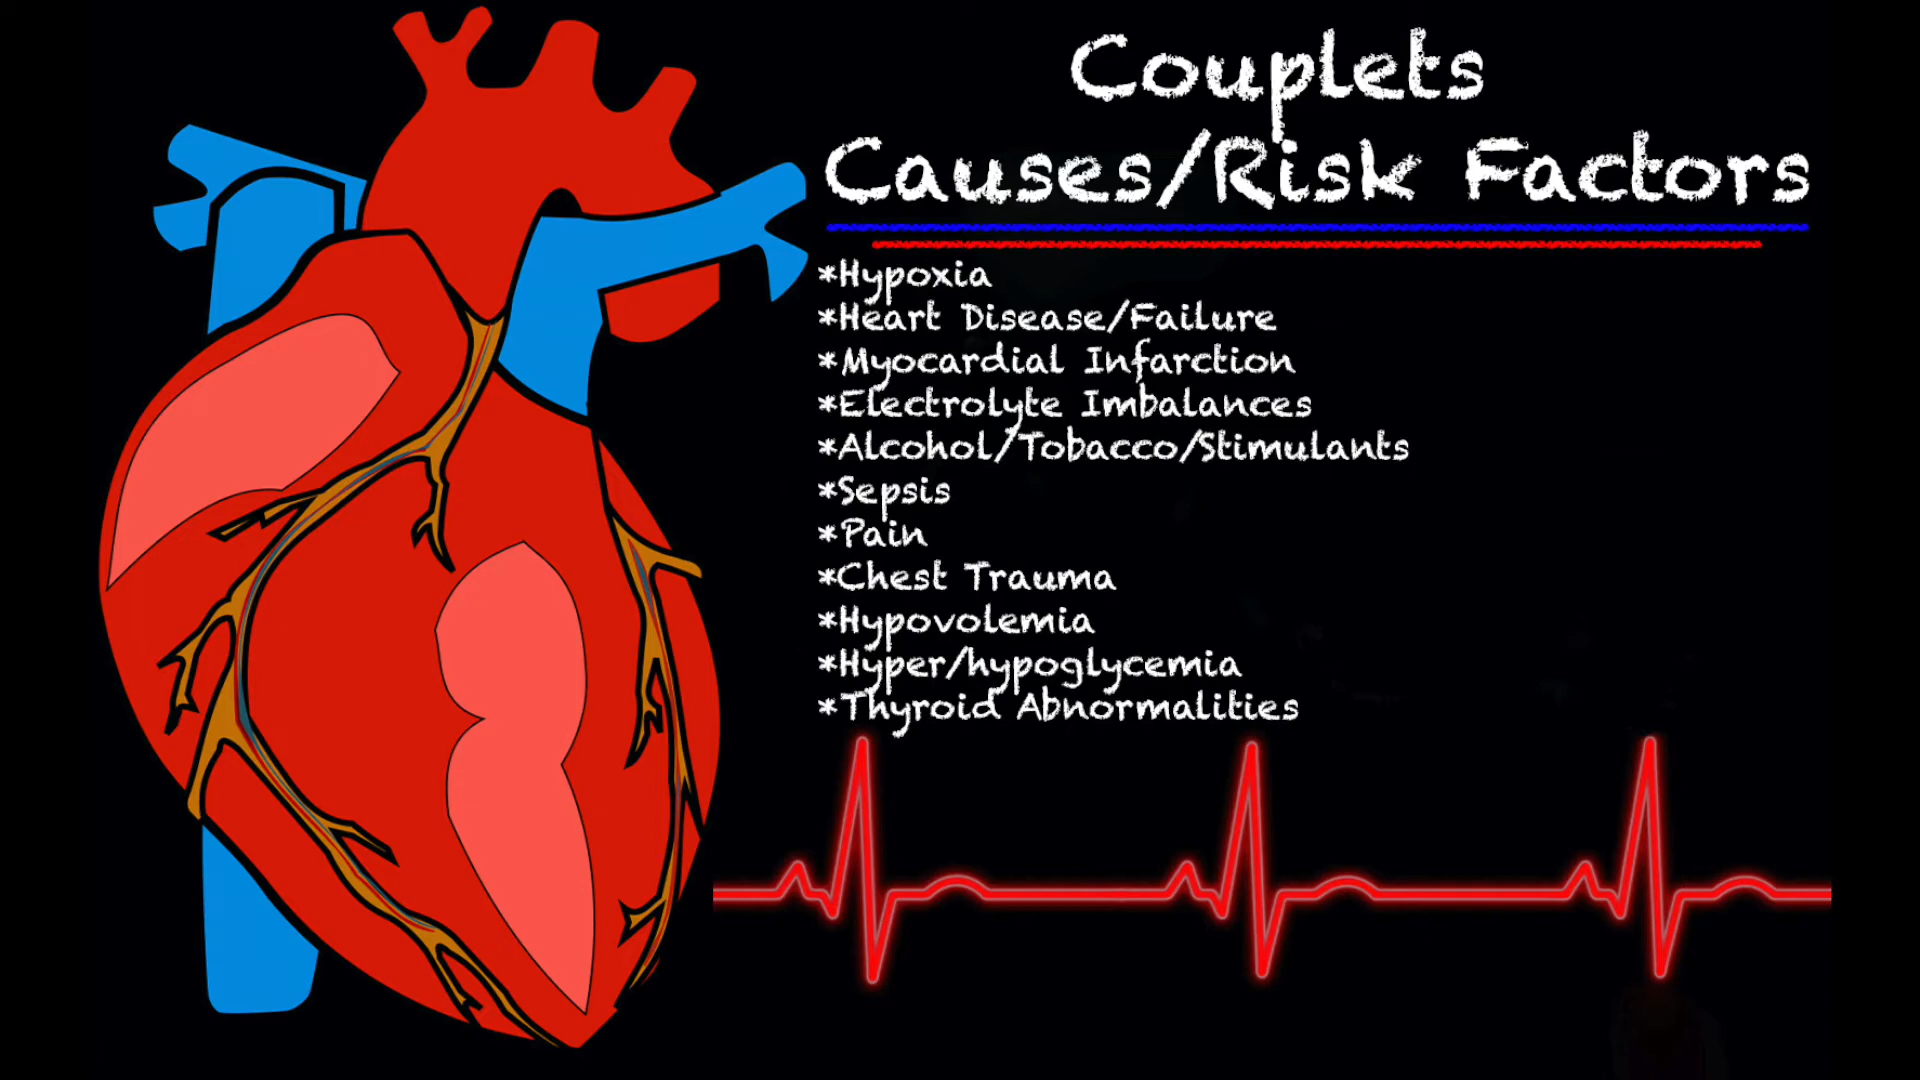 Couplets
Causes/Risk Factors
*Hypoxia
*Heart Disease/Failure
*Myocardial Infarction
*Electrolyte Imbalances
*Alcohol/Tobacco/Stimulants
*Sepsis
*Pain
*Chest Trauma
*Hypovolemia
*Hyper/hypoglycemia
*Thyroid Abnormalities